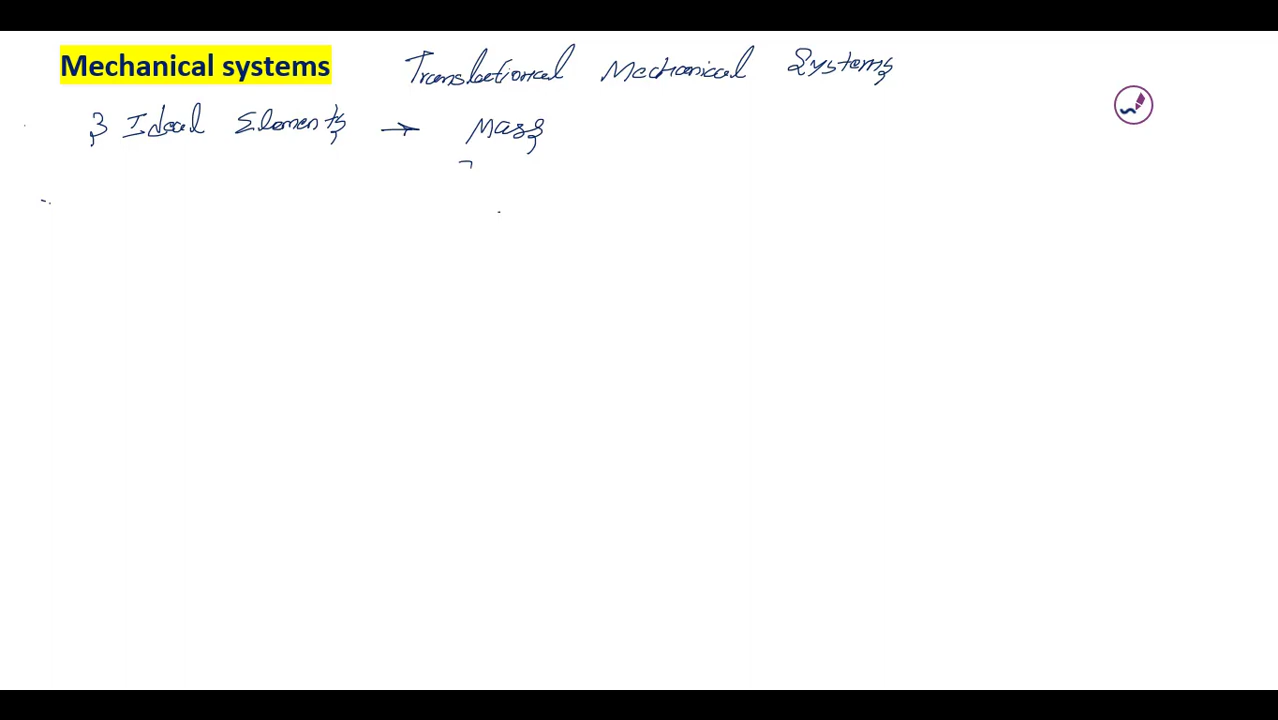 Mechanical systems Translational Mechanical Systems
3 Ideal Elements → Mass